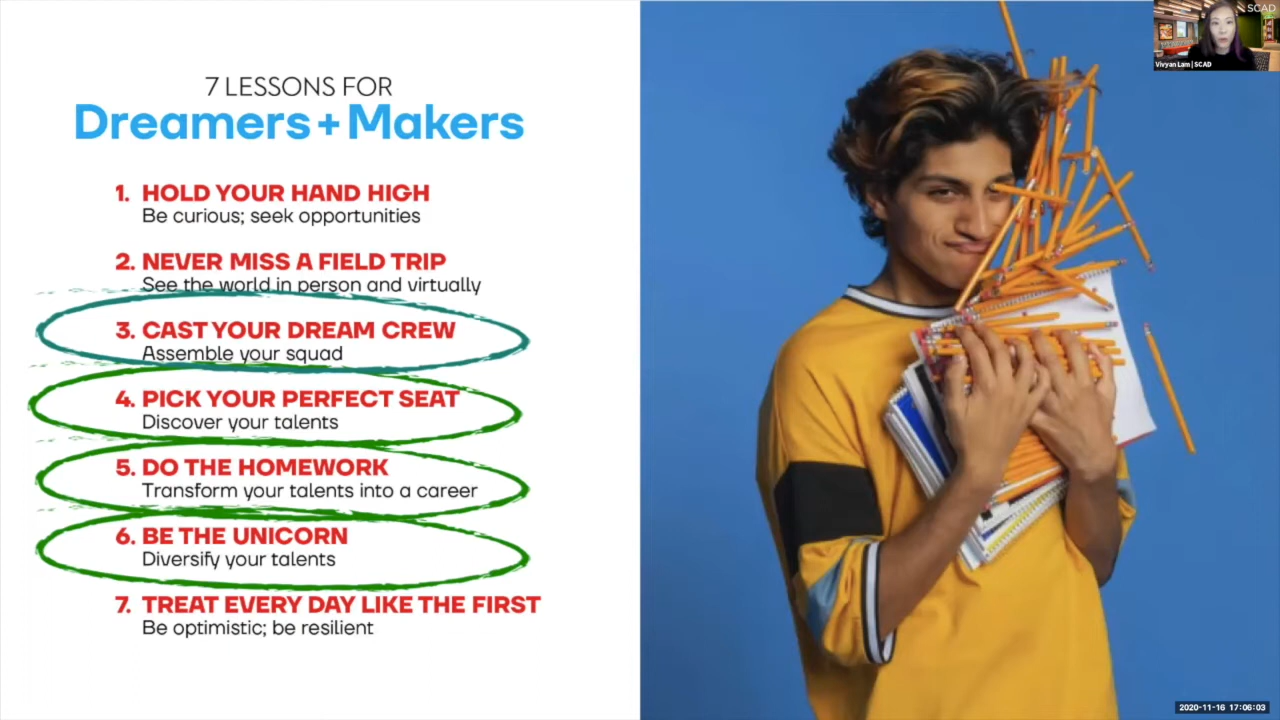 7 LESSONS FOR
Dreamers + Makers
1. HOLD YOUR HAND HIGH
Be curious; seek opportunities
2. NEVER MISS A FIELD TRIP
See the world in person and virtually
3. CAST YOUR DREAM CREW
Assemble your squad
4. PICK YOUR PERFECT SEAT
Discover your talents
5. DO THE HOMEWORK
Transform your talents into a career
6. BE THE UNICORN
Diversify your talents
7. TREAT EVERY DAY LIKE THE FIRST
Be optimistic; be resilient
SCAD
Vivyan Lam | SCAD
2020-11-16 17:06:03